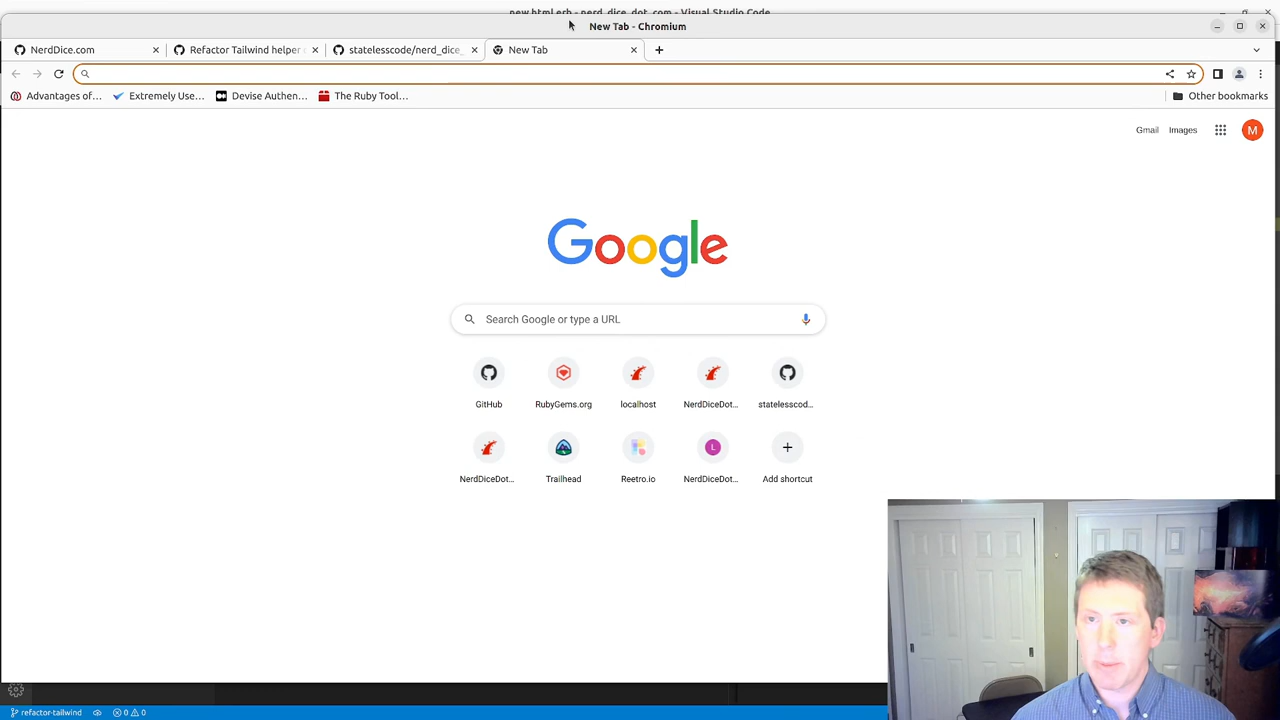 new.html.erb - nerd_dice_dot_com - Visual Studio Code
New Tab - Chromium
NerdDice.com
Refactor Tailwind helper
statelesscode/nerd_dice_
New Tab
Advantages of...
Extremely Use...
Devise Authen...
The Ruby Tool...
Other bookmarks
Gmail
Images
M
Google
Search Google or type a URL
GitHub
RubyGems.org
localhost
NerdDiceDot...
statelesscod...
L
NerdDiceDot...
Trailhead
Reetro.io
NerdDiceDot...
Add shortcut
refactor-tailwind
0
0